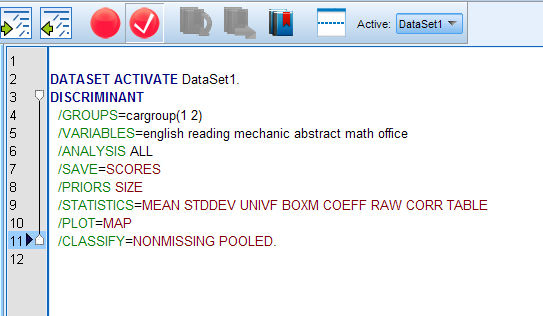 Active: DataSet1
1
2 DATASET ACTIVATE DataSet1.
3 DISCRIMINANT
4 /GROUPS=cargroup(1 2)
5 /VARIABLES=english reading mechanic abstract math office
6 /ANALYSIS ALL
7 /SAVE=SCORES
8 /PRIORS SIZE
9 /STATISTICS=MEAN STDDEV UNIVF BOXM COEFF RAW CORR TABLE
10 /PLOT=MAP
11 /CLASSIFY=NONMISSING POOLED.
12